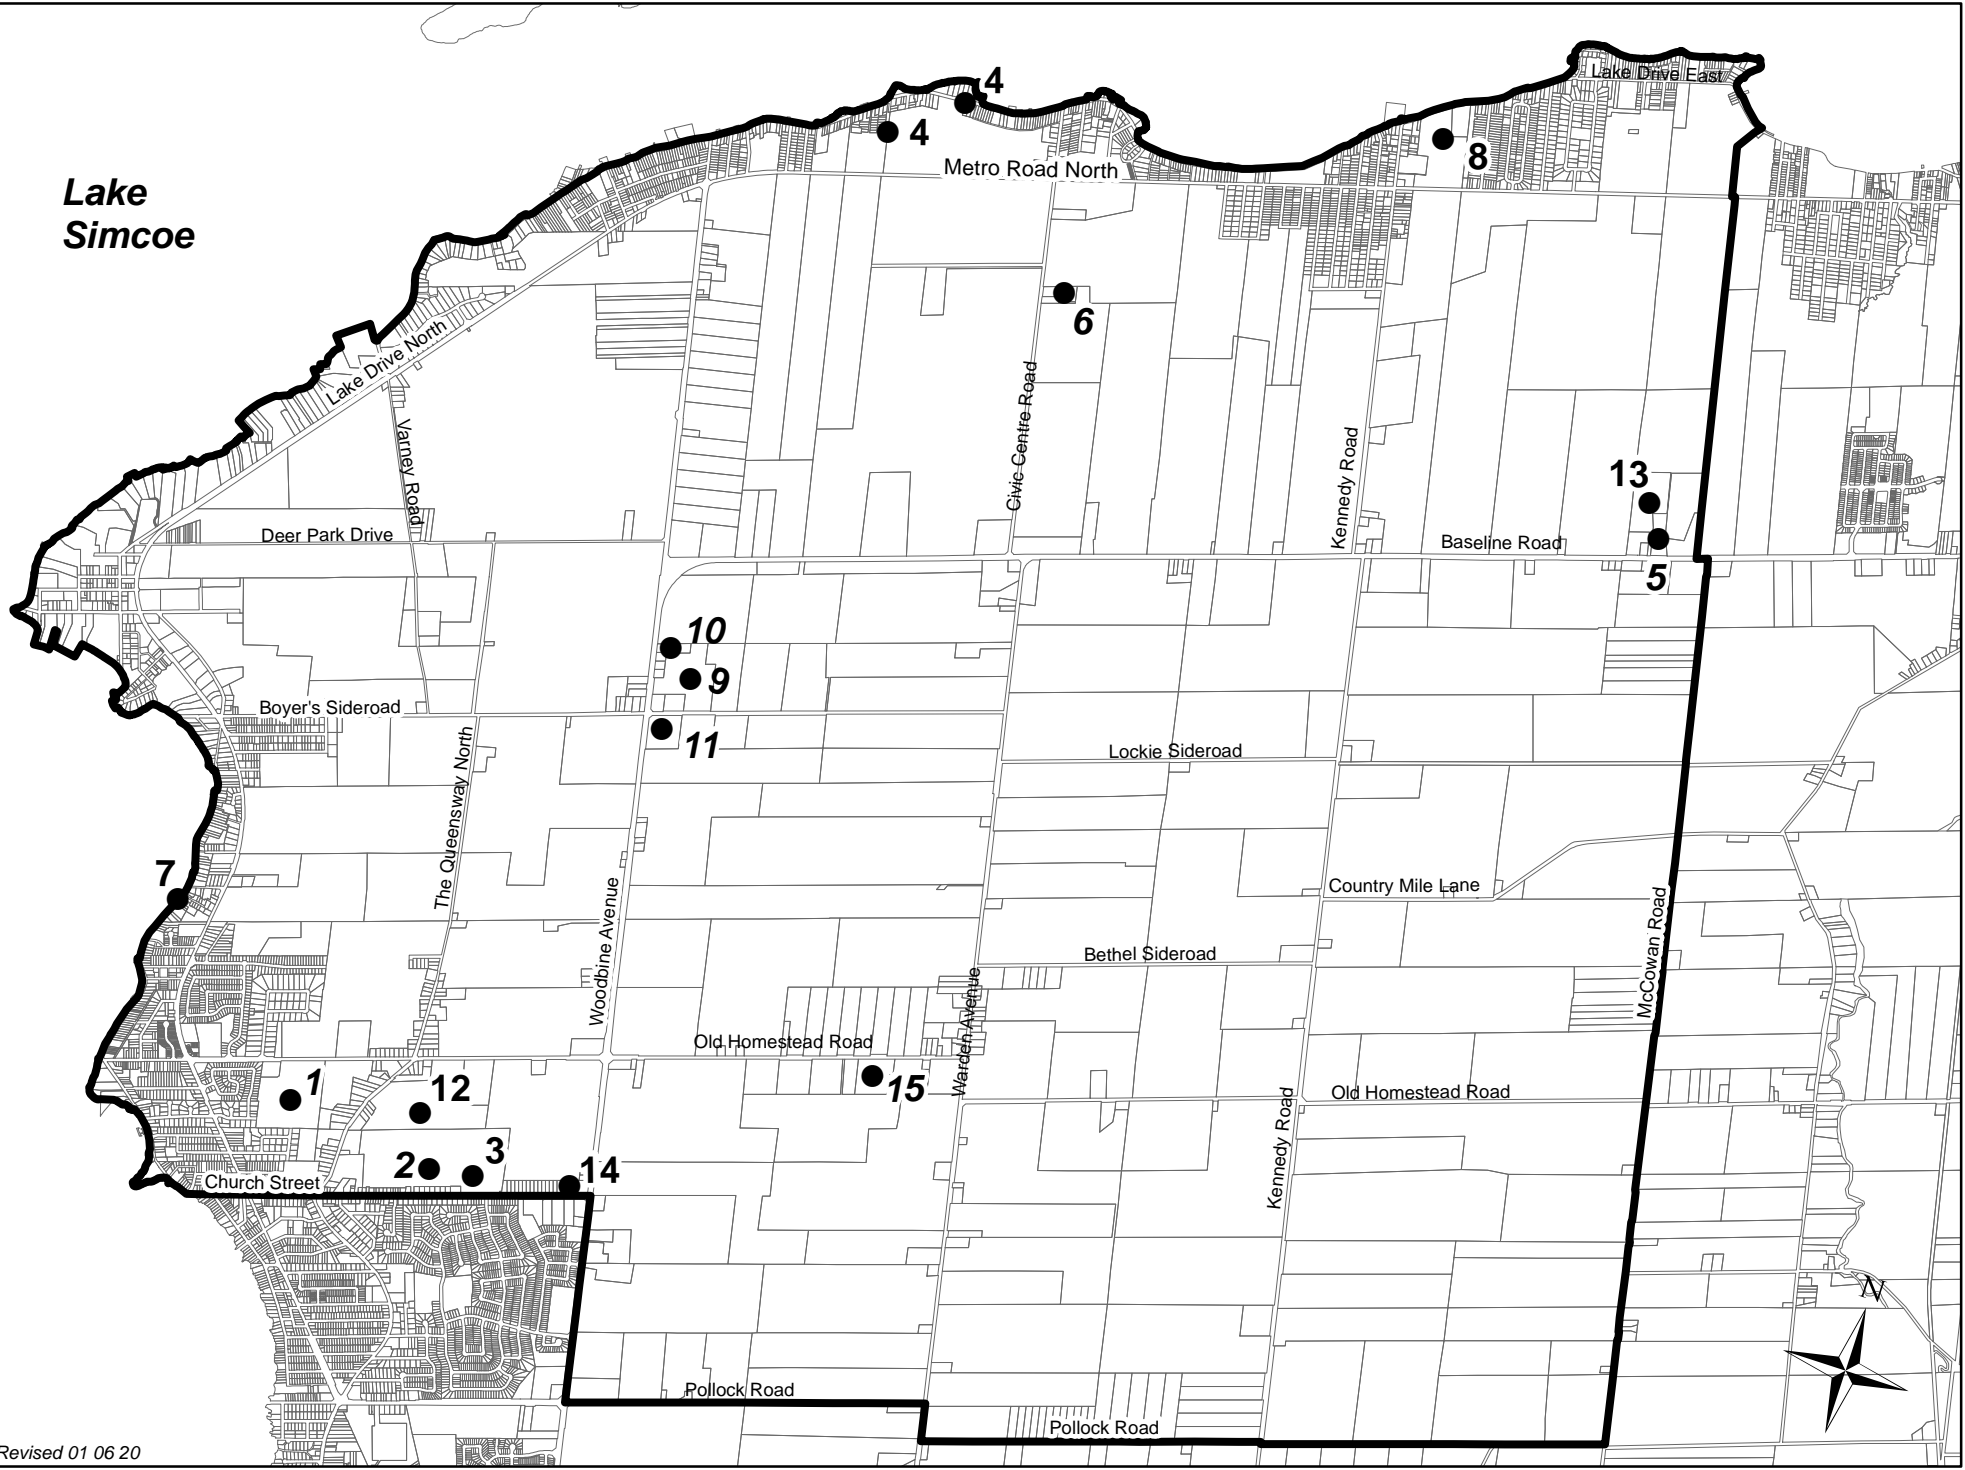 Lake Drive East
4
4
8
Metro Road North
Lake
Simcoe
6
Lake Drive North
Civic Centre Road
Varney Road
Kennedy Road
13
Deer Park Drive
Baseline Road
5
10
9
Boyer's Sideroad
11
Lockie Sideroad
The Queensway North
7
Country Mile Lane
Woodbine Avenue
McCowan Road
Bethel Sideroad
Warden Avenue
Old Homestead Road
1
12
15
Old Homestead Road
Kennedy Road
2
3
14
Church Street
N
Pollock Road
Pollock Road
Revised 01 06 20